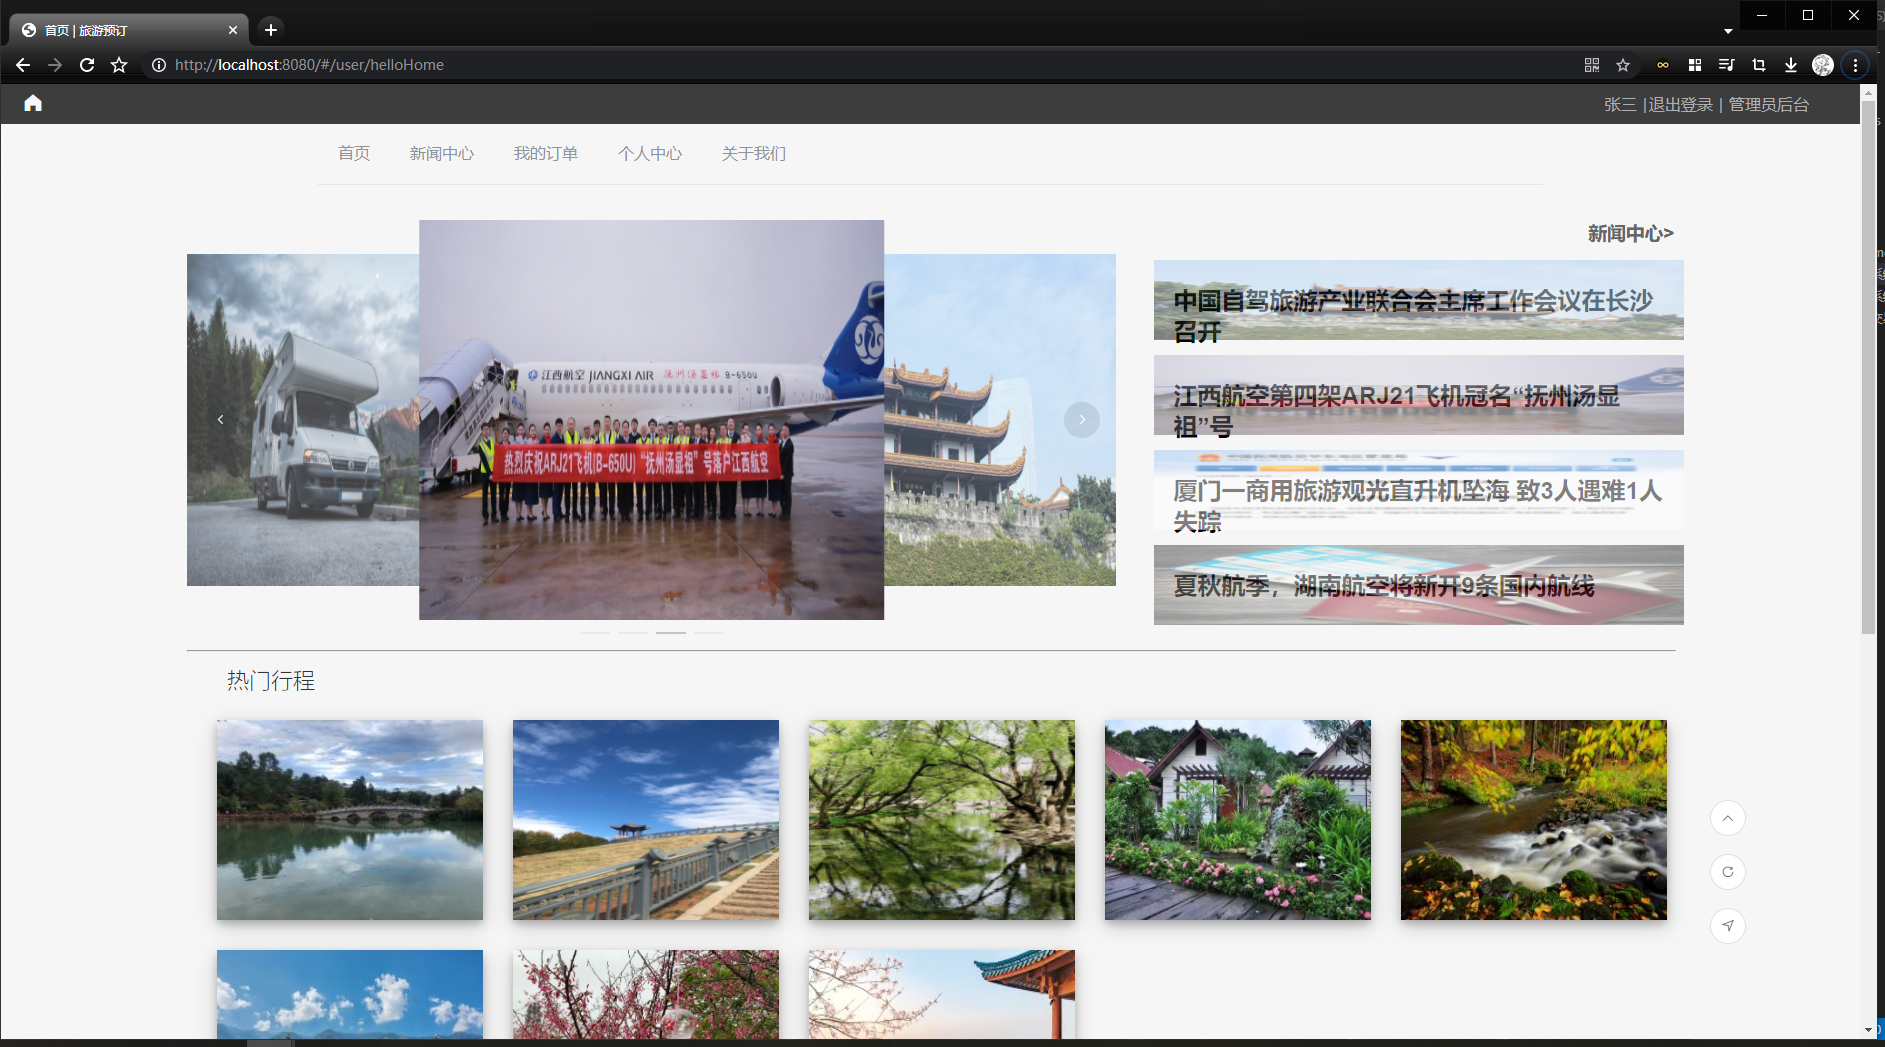 首页 | 旅游预订
http://localhost:8080/#/user/helloHome
张三 |退出登录 | 管理员后台
首页 新闻中心 我的订单 个人中心 关于我们
新闻中心>
江西航空 JIANGXI AIR 抚州汤显祖 B-650U
热烈庆祝ARJ21飞机(B-650U)“抚州汤显祖”号落户江西航空
中国自驾旅游产业联合会主席工作会议在长沙
召开
江西航空第四架ARJ21飞机冠名“抚州汤显
祖”号
厦门一商用旅游观光直升机坠海 致3人遇难1人
失踪
夏秋航季，湖南航空将新开9条国内航线
热门行程